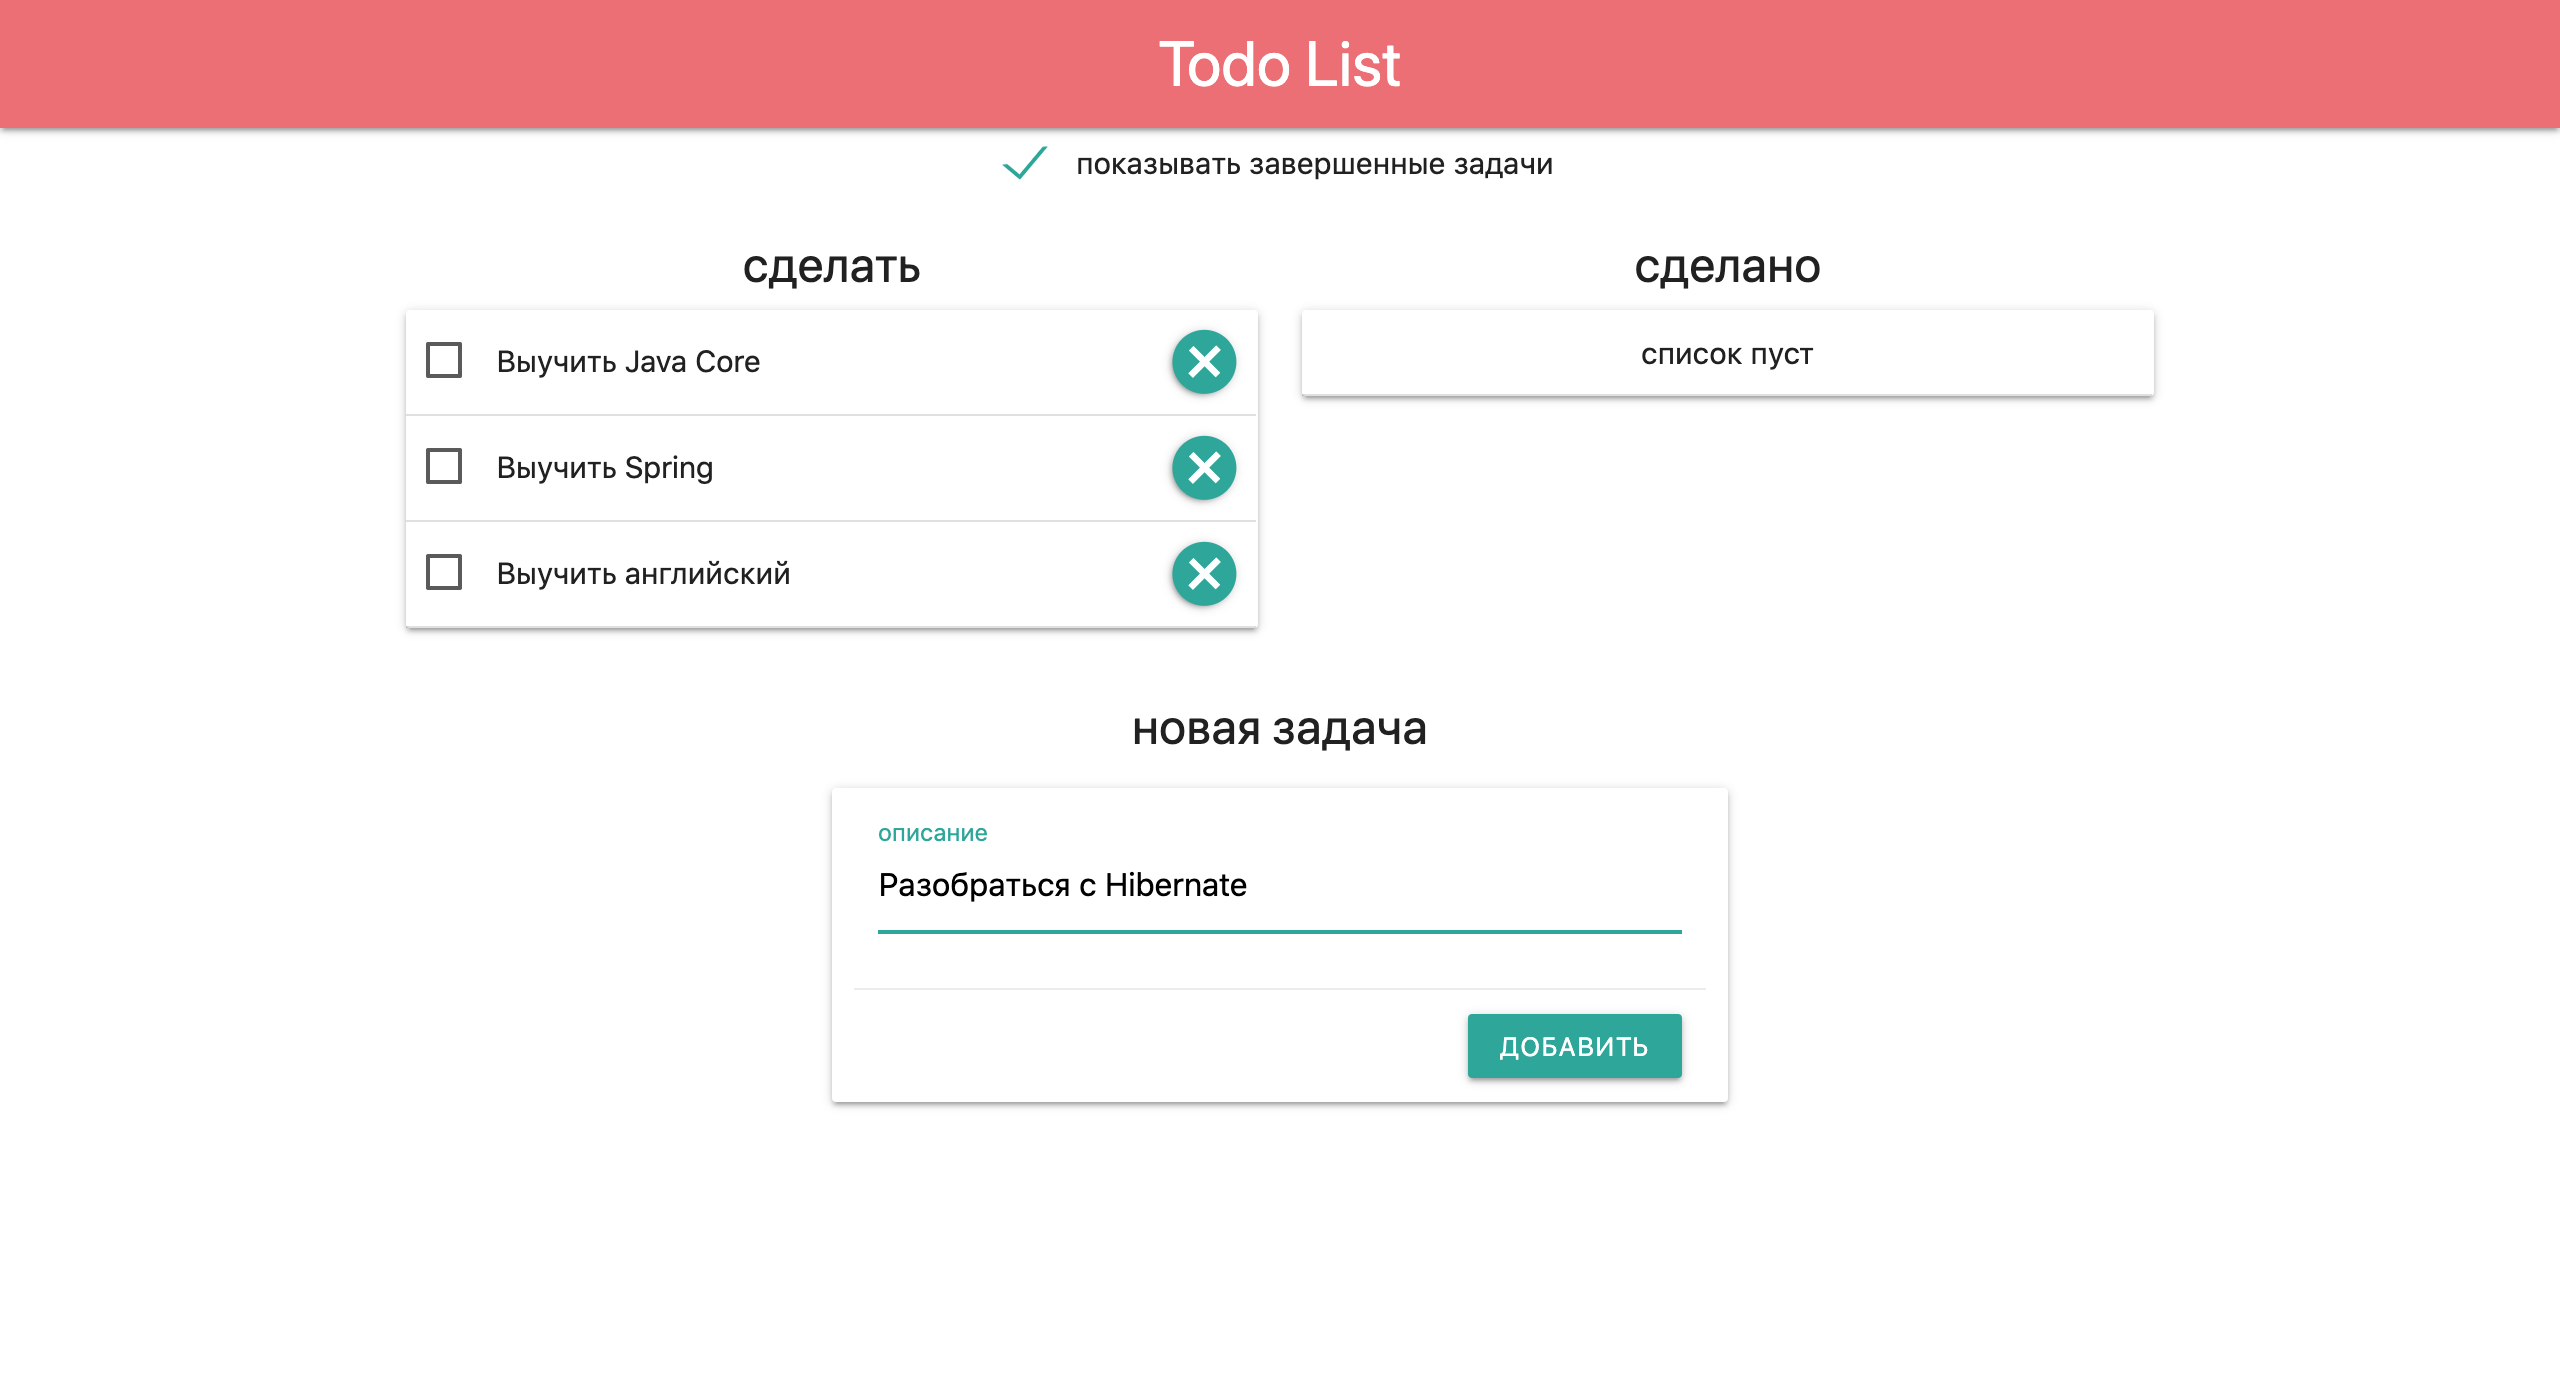 Todo List
показывать завершенные задачи
сделать
Выучить Java Core
Выучить Spring
Выучить английский
сделано
список пуст
новая задача
описание
Разобраться с Hibernate
ДОБАВИТЬ